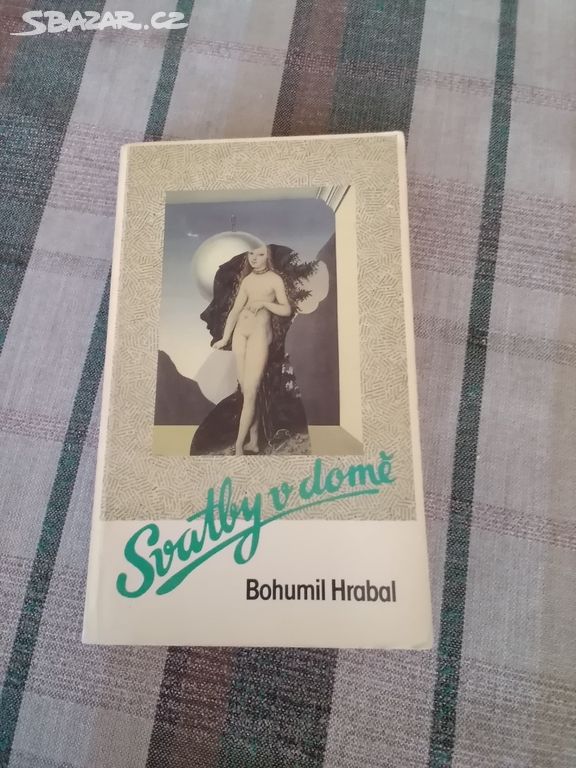 SBAZAR.CZ
Svatby v domě
Bohumil Hrabal